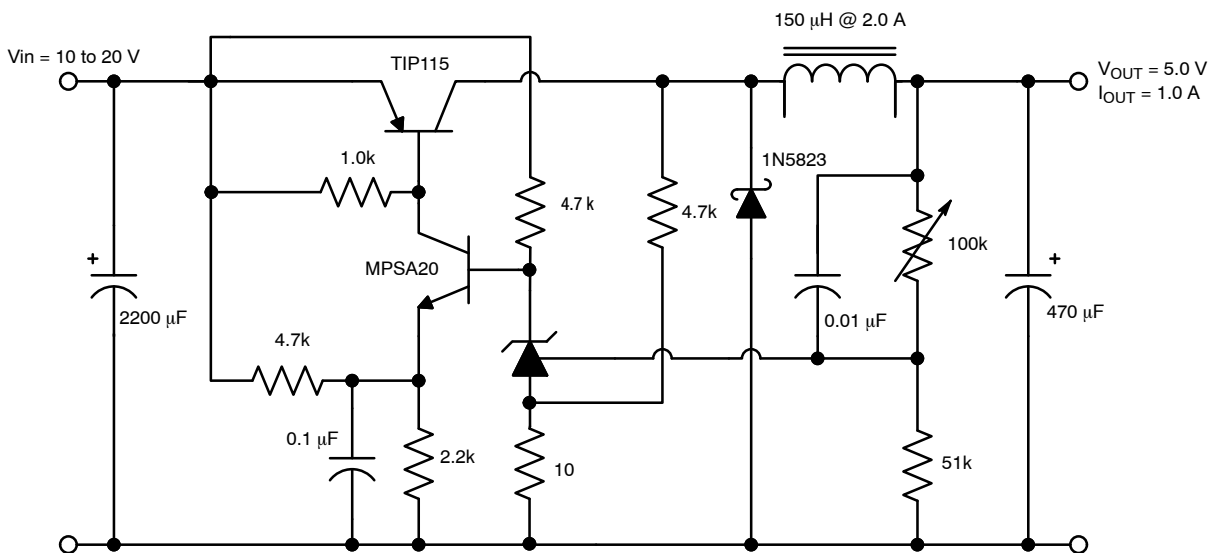 150 μH @ 2.0 A
Vin = 10 to 20 V
TIP115
VOUT = 5.0 V
IOUT = 1.0 A
1.0k
4.7 k
4.7k
1N5823
100k
MPSA20
+
2200 μF
0.01 μF
+
470 μF
4.7k
0.1 μF
2.2k
10
51k